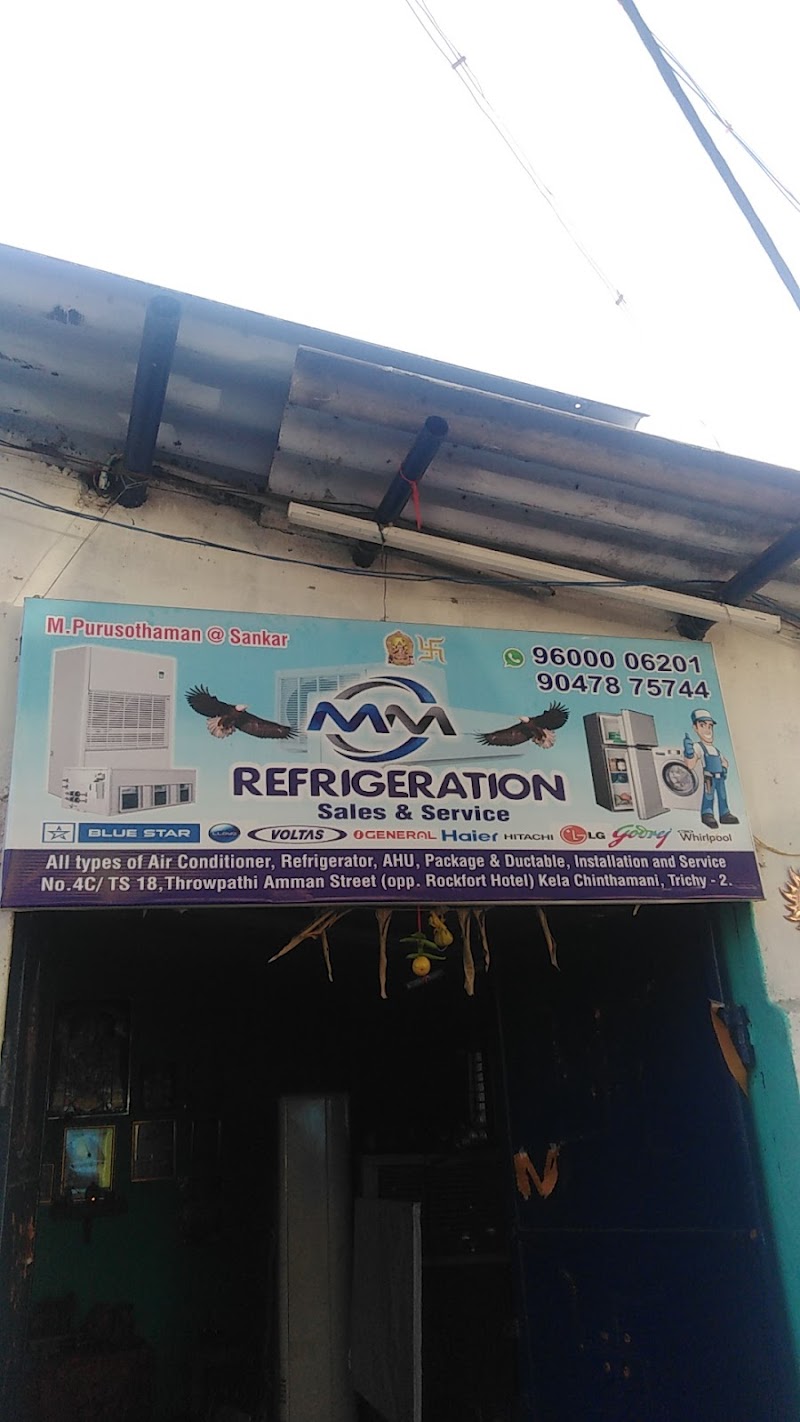 M.Purusothaman @ Sankar
96000 06201
90478 75744
MM
REFRIGERATION
Sales & Service
BLUE STAR VOLTAS GENERAL Haier HITACHI LG Godrej Whirlpool
All types of Air Conditioner, Refrigerator, AHU, Package & Ductable, Installation and Service
No.4C/ TS 18,Throwpathi Amman Street (opp. Rockfort Hotel) Kela Chinthamani, Trichy - 2.